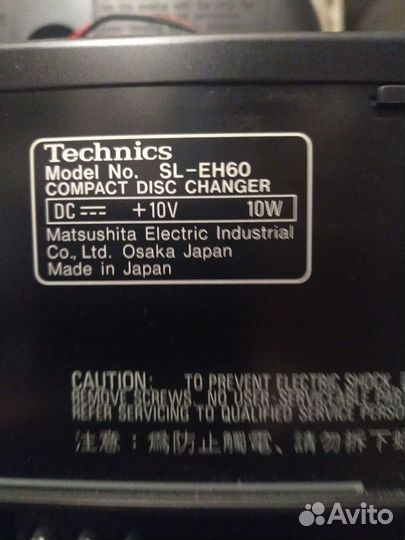 Technics
Model No. SL-EH60
COMPACT DISC CHANGER
DC +10V 10W
Matsushita Electric Industrial
Co., Ltd. Osaka Japan
Made in Japan
CAUTION: TO PREVENT ELECTRIC SHOCK,
REMOVE SCREWS. NO USER-SERVICEABLE
REFER SERVICING TO QUALIFIED SERVICE
注意：為防止觸電、請勿拆下
Avito